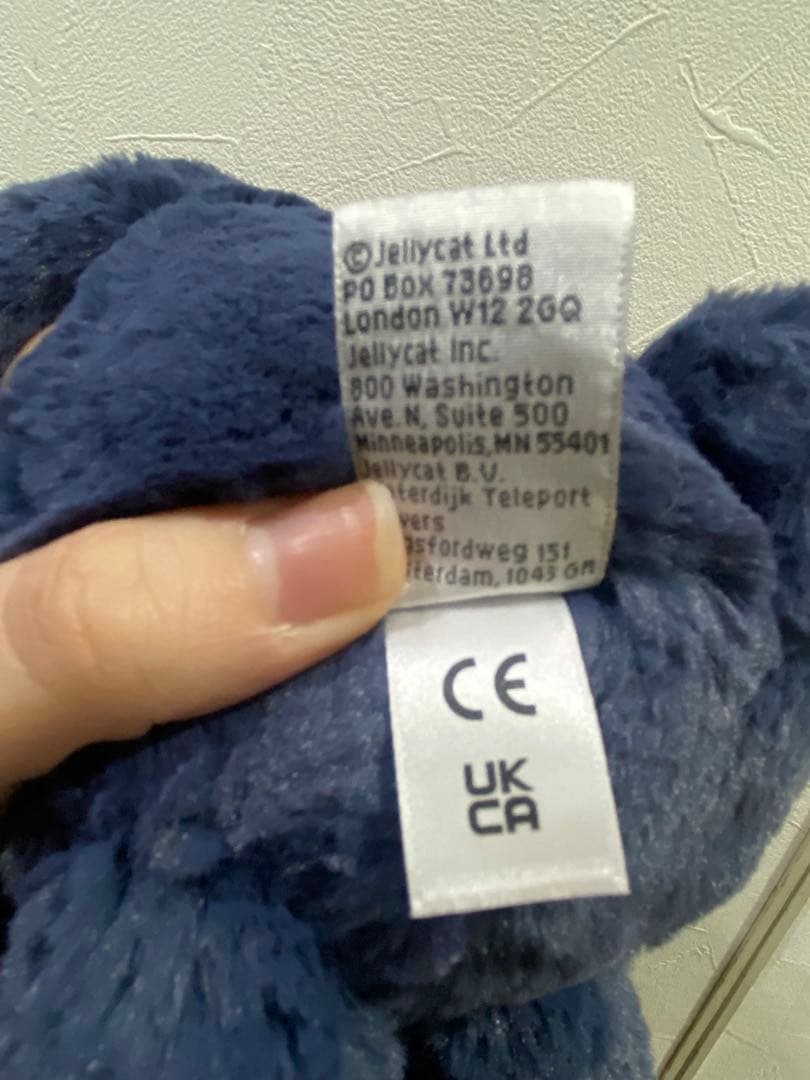 ©Jellycat Ltd
PO Box 73698
London W12 2GQ
Jellycat Inc.
800 Washington
Ave.N, Suite 500
Minneapolis,MN 55401
Jellycat B.V.
Teleport
151
1043 GR
CE
UK
CA